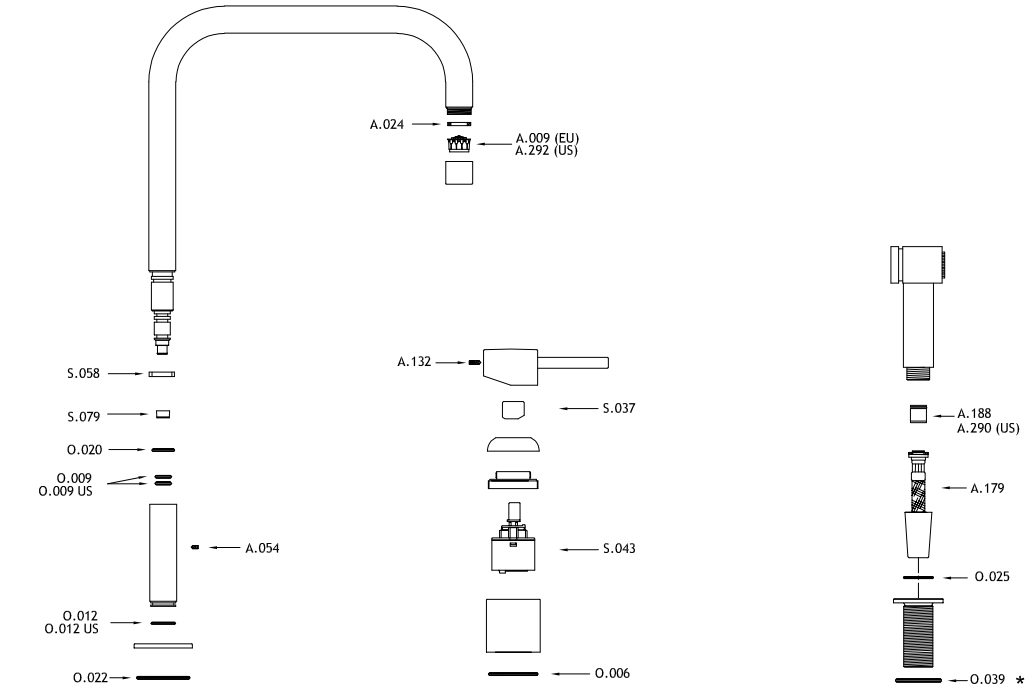 A.024
A.009 (EU)
A.292 (US)
A.132
S.058
S.037
S.079
A.188
A.290 (US)
O.020
O.009
O.009 US
A.179
A.054
S.043
O.025
O.012
O.012 US
O.022
O.006
O.039 *